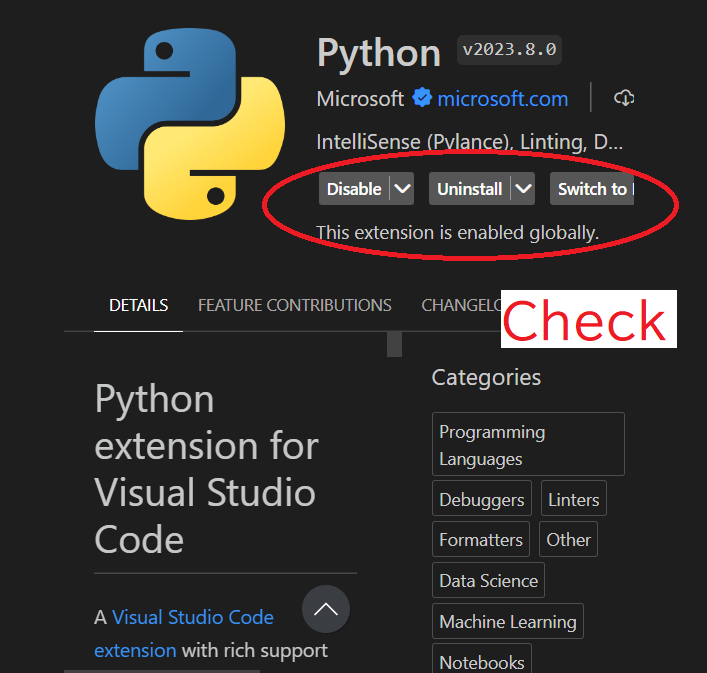 Python v2023.8.0
Microsoft microsoft.com
IntelliSense (Pylance), Linting, D...
Disable Uninstall Switch to
This extension is enabled globally.
DETAILS FEATURE CONTRIBUTIONS CHANGELO
Check
Python
extension for
Visual Studio
Code
A Visual Studio Code
extension with rich support
Categories
Programming
Languages
Debuggers Linters
Formatters Other
Data Science
Machine Learning
Notebooks